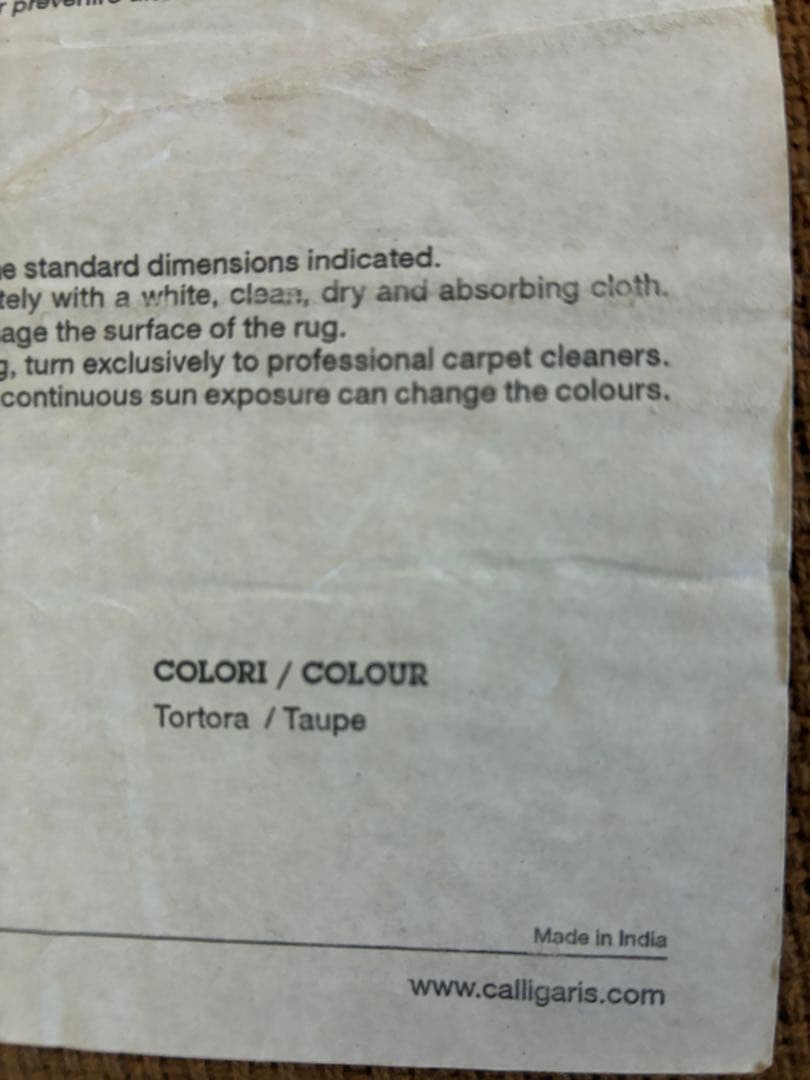 prevenire
e standard dimensions indicated.
tely with a white, clean, dry and absorbing cloth.
age the surface of the rug.
g, turn exclusively to professional carpet cleaners.
continuous sun exposure can change the colours.
COLORI / COLOUR
Tortora / Taupe
Made in India
www.calligaris.com